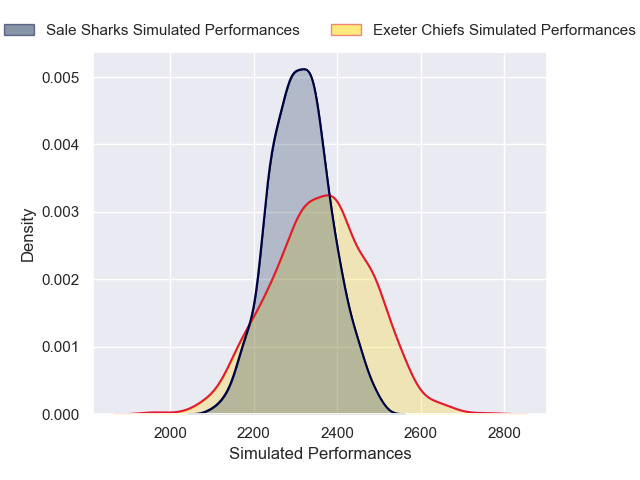 Sale Sharks Simulated Performances
Exeter Chiefs Simulated Performances
0.005
0.004
0.003
0.002
0.001
0.000
Density
2000 2200 2400 2600 2800
Simulated Performances